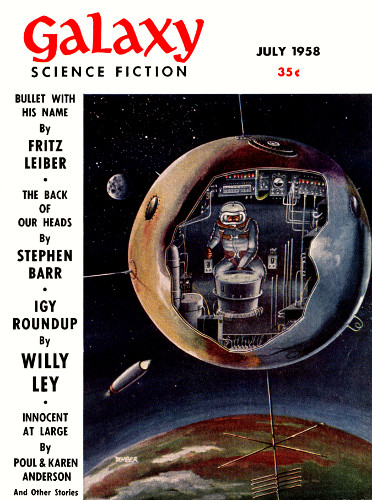 Galaxy
SCIENCE FICTION
JULY 1958
35¢
BULLET WITH
HIS NAME
By
FRITZ
LEIBER
•
THE BACK
OF
OUR HEADS
By
STEPHEN
BARR
•
IGY
ROUNDUP
By
WILLY
LEY
•
INNOCENT
AT LARGE
By
POUL & KAREN
ANDERSON
And Other Stories
DEMBER